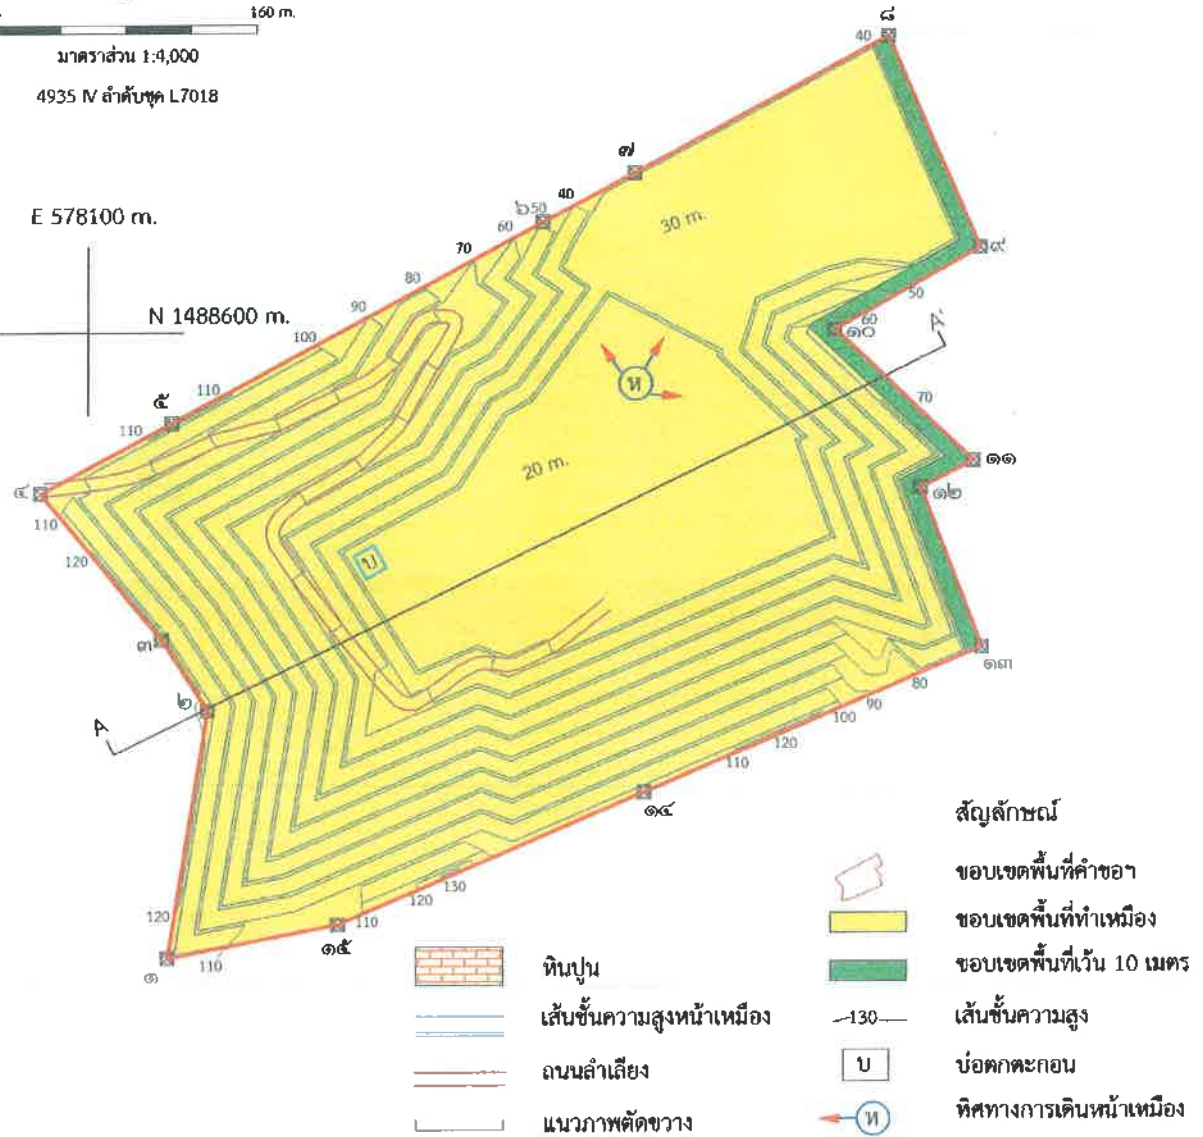 160 m.
มาตราส่วน 1:4,000
4935 IV ลำดับชุด L7018
E 578100 m.
N 1488600 m.
๘
40
๗
40
๖
50
60
70
80
90
100
110
๕
110
๔
110
120
๓
๒
A
120
๑
110
30 m.
๙
50
60
๑๐
A'
70
๑๑
๑๒
ห
20 m.
บ
๑๓
80
90
100
120
110
๑๔
130
120
110
๑๕
สัญลักษณ์
ขอบเขตพื้นที่คำขอฯ
ขอบเขตพื้นที่ทำเหมือง
หินปูน
ขอบเขตพื้นที่เว้น 10 เมตร
เส้นชั้นความสูงหน้าเหมือง
130
เส้นชั้นความสูง
ถนนลำเลียง
บ
บ่อตกตะกอน
แนวภาพตัดขวาง
ห
ทิศทางการเดินหน้าเหมือง